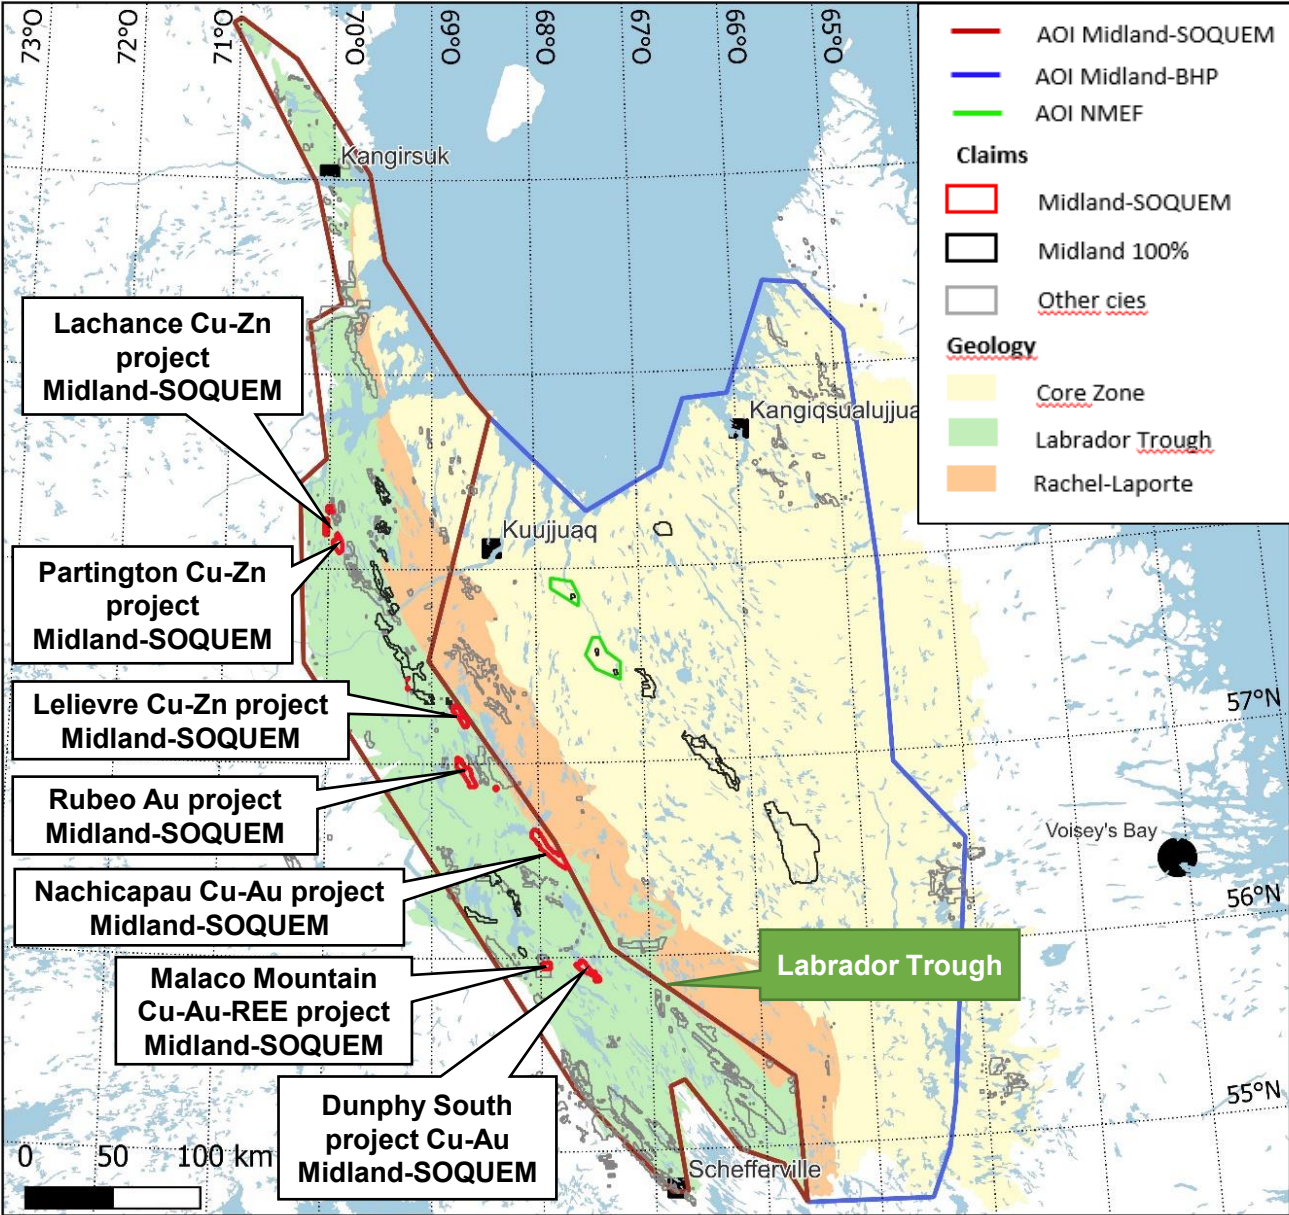 73°O
72°O
71°O
70°O
69°O
68°O
67°O
66°O
65°O
AOI Midland-SOQUEM
AOI Midland-BHP
AOI NMEF
Claims
Midland-SOQUEM
Midland 100%
Other cies
Geology
Core Zone
Labrador Trough
Rachel-Laporte
Kangirsuk
Lachance Cu-Zn
project
Midland-SOQUEM
Kangiqsualujjua
Kuujjuaq
Partington Cu-Zn
project
Midland-SOQUEM
Lelievre Cu-Zn project
Midland-SOQUEM
57°N
Rubeo Au project
Midland-SOQUEM
Voisey's Bay
Nachicapau Cu-Au project
Midland-SOQUEM
56°N
Labrador Trough
Malaco Mountain
Cu-Au-REE project
Midland-SOQUEM
55°N
Dunphy South
project Cu-Au
Midland-SOQUEM
Schefferville
0 50 100 km